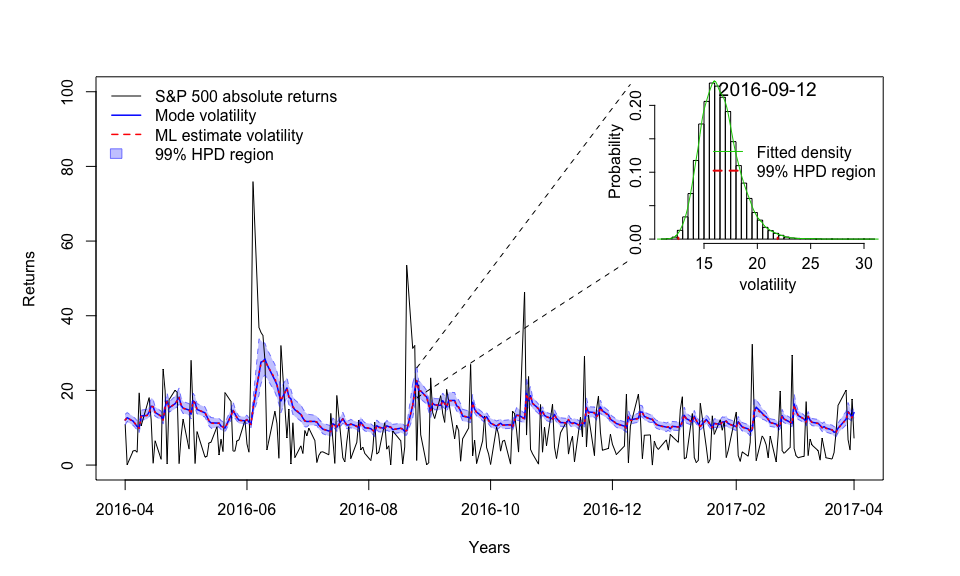 S&P 500 absolute returns
Mode volatility
ML estimate volatility
99% HPD region
2016-09-12
Fitted density
99% HPD region
Probability
0.00 0.10 0.20
15 20 25 30
volatility
Returns
0 20 40 60 80 100
2016-04 2016-06 2016-08 2016-10 2016-12 2017-02 2017-04
Years